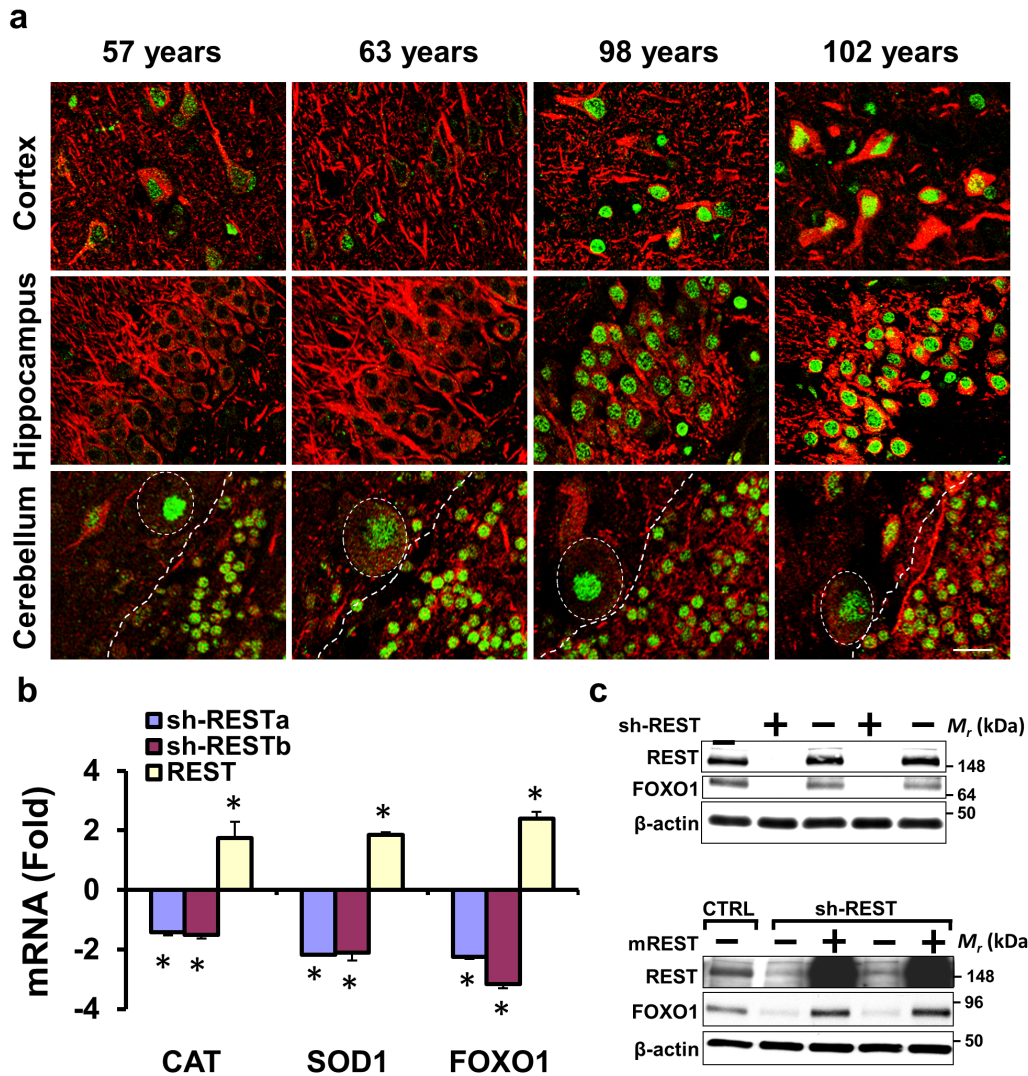 a
57 years 63 years 98 years 102 years
Cortex
Hippocampus
Cerebellum
b
sh-RESTa
sh-RESTb
REST
mRNA (Fold)
4
2
0
-2
-4
* * *
* * *
* * *
CAT SOD1 FOXO1
c
sh-REST − + − + − Mr (kDa)
REST 148
FOXO1 64
β-actin 50
CTRL sh-REST
mREST − − + − + Mr (kDa
REST 148
FOXO1 96
β-actin 50